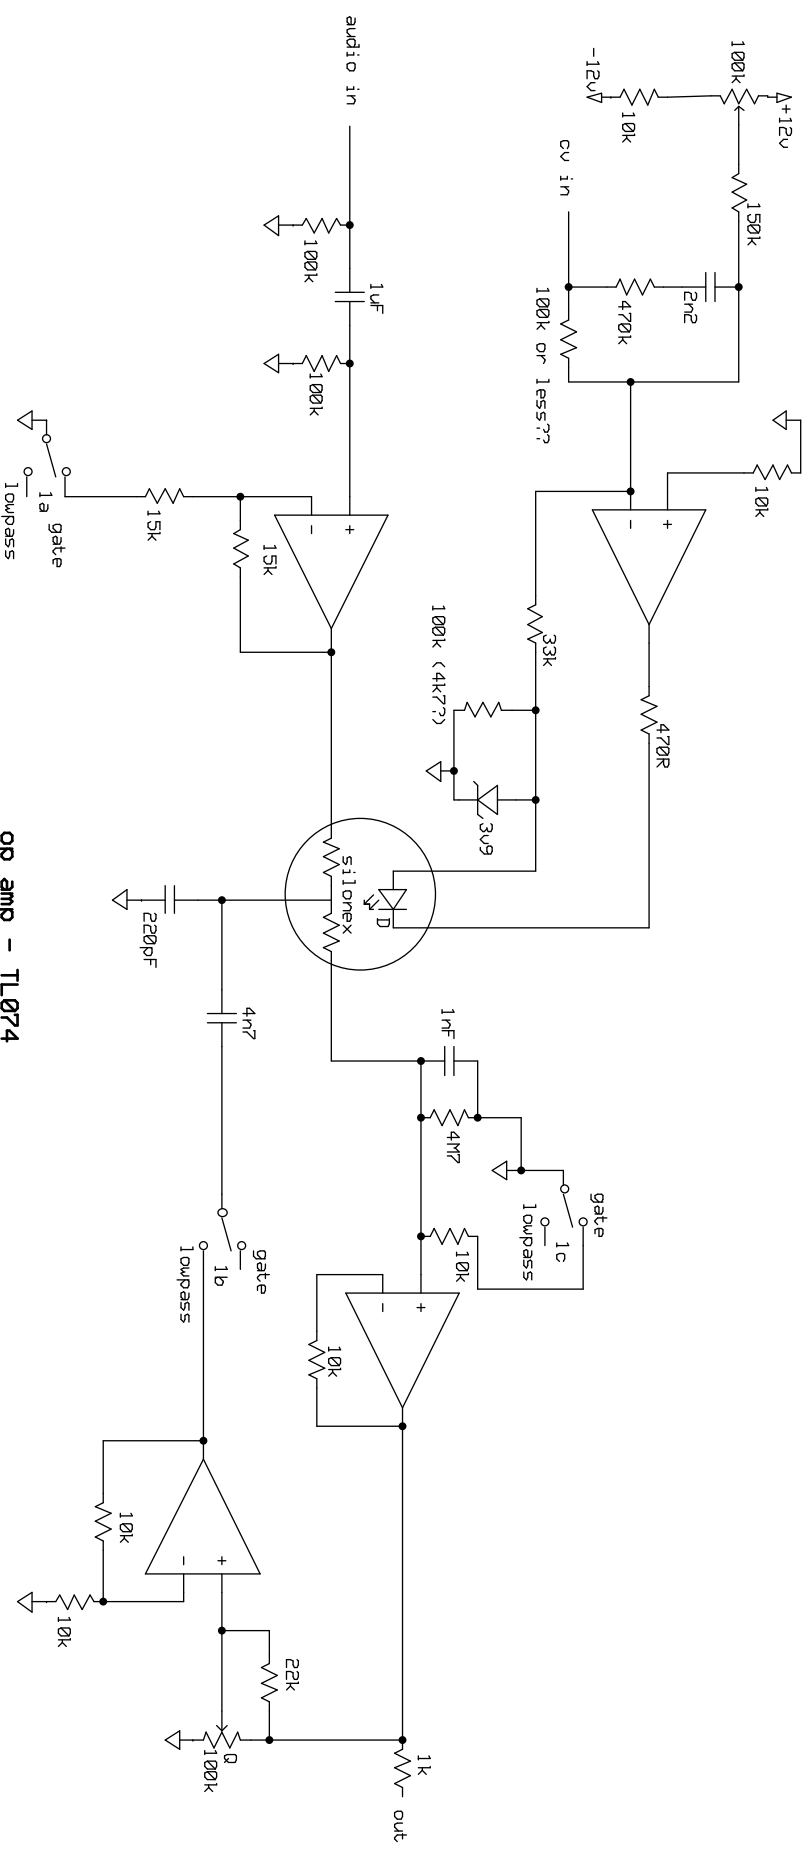 +12v
100k
10k
-12v
150k
cv in
2n2
470k
100k or less??
10k
470R
33k
100k (4k7??)
3v9
audio in
100k
1uF
100k
15k
15k
1a gate
lowpass
D
silonex
220pF
4n7
1nF
4M7
gate
1c
lowpass
10k
10k
gate
1b
lowpass
10k
10k
22k
Q
100k
1k
out
op amp - TL074